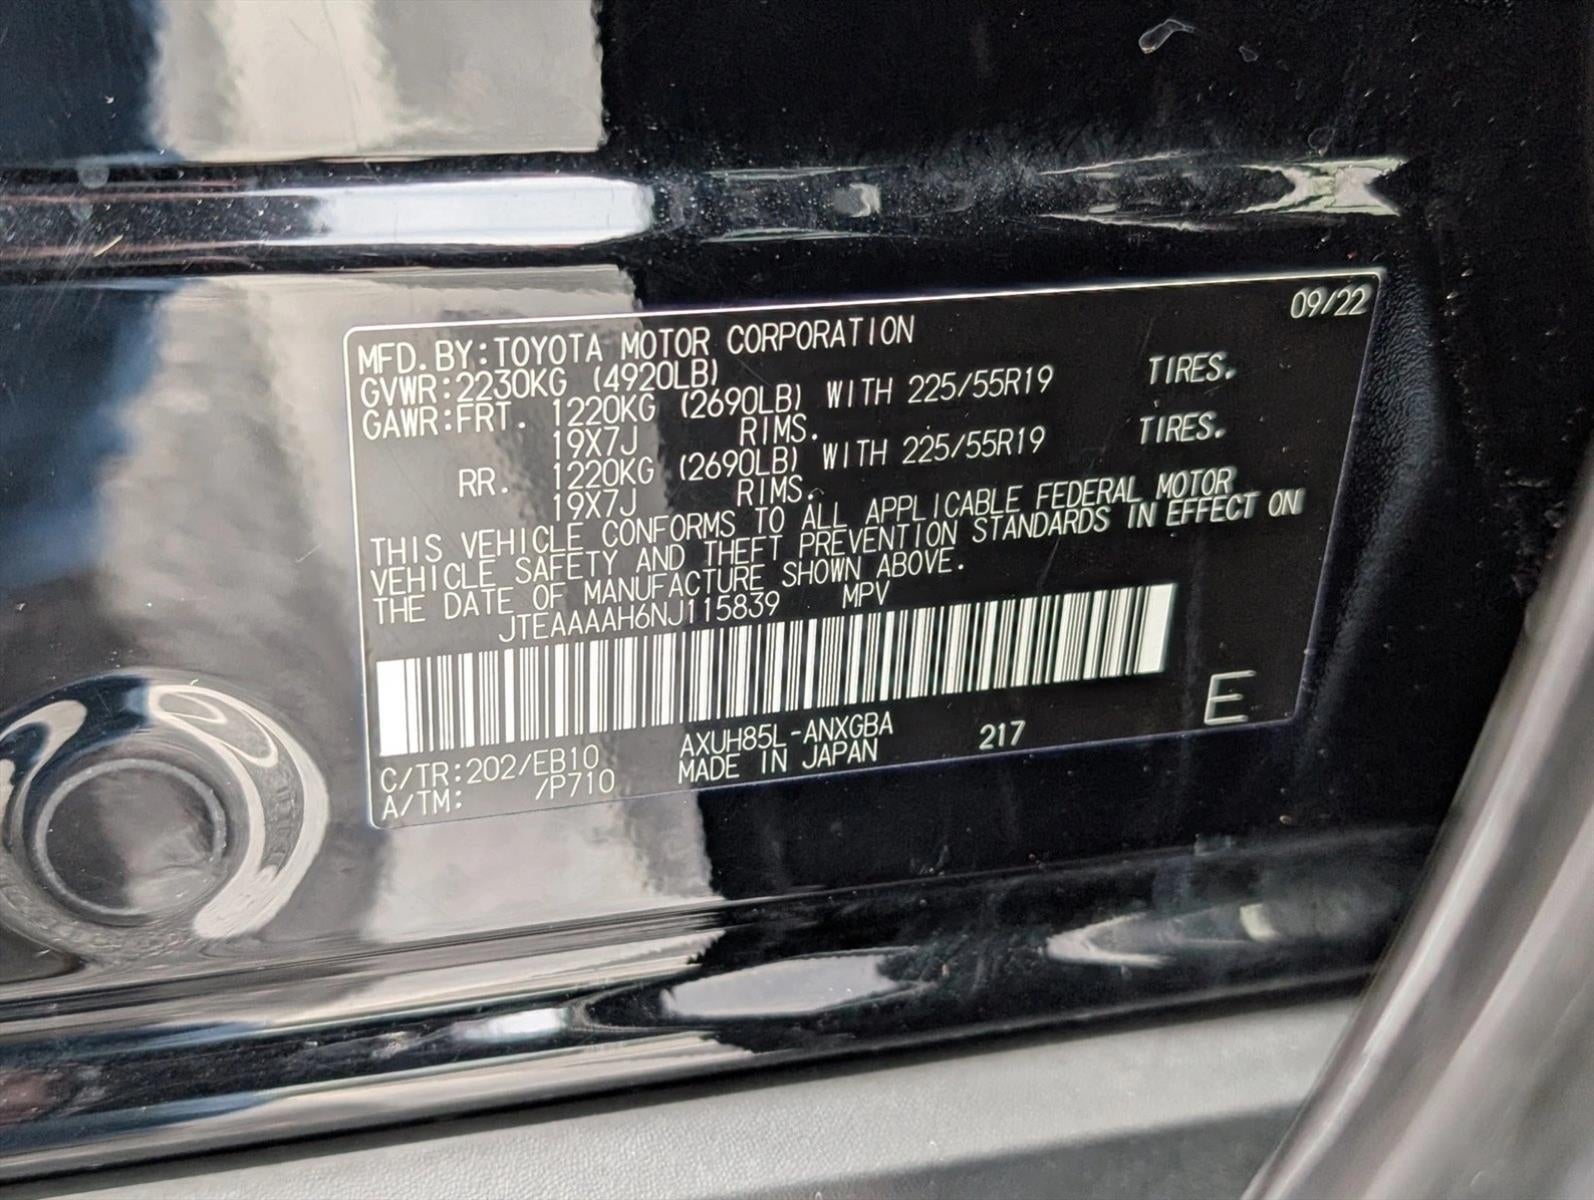 09/22
MFD.BY:TOYOTA MOTOR CORPORATION
GVWR:2230KG (4920LB)
GAWR:FRT. 1220KG (2690LB) WITH 225/55R19 TIRES.
19X7J RIMS.
RR. 1220KG (2690LB) WITH 225/55R19 TIRES.
19X7J RIMS.
THIS VEHICLE CONFORMS TO ALL APPLICABLE FEDERAL MOTOR
VEHICLE SAFETY AND THEFT PREVENTION STANDARDS IN EFFECT ON
THE DATE OF MANUFACTURE SHOWN ABOVE.
JTEAAAAH6NJ115839 MPV
C/TR:202/EB10 AXUH85L-ANXGBA 217 E
A/TM: /P710 MADE IN JAPAN